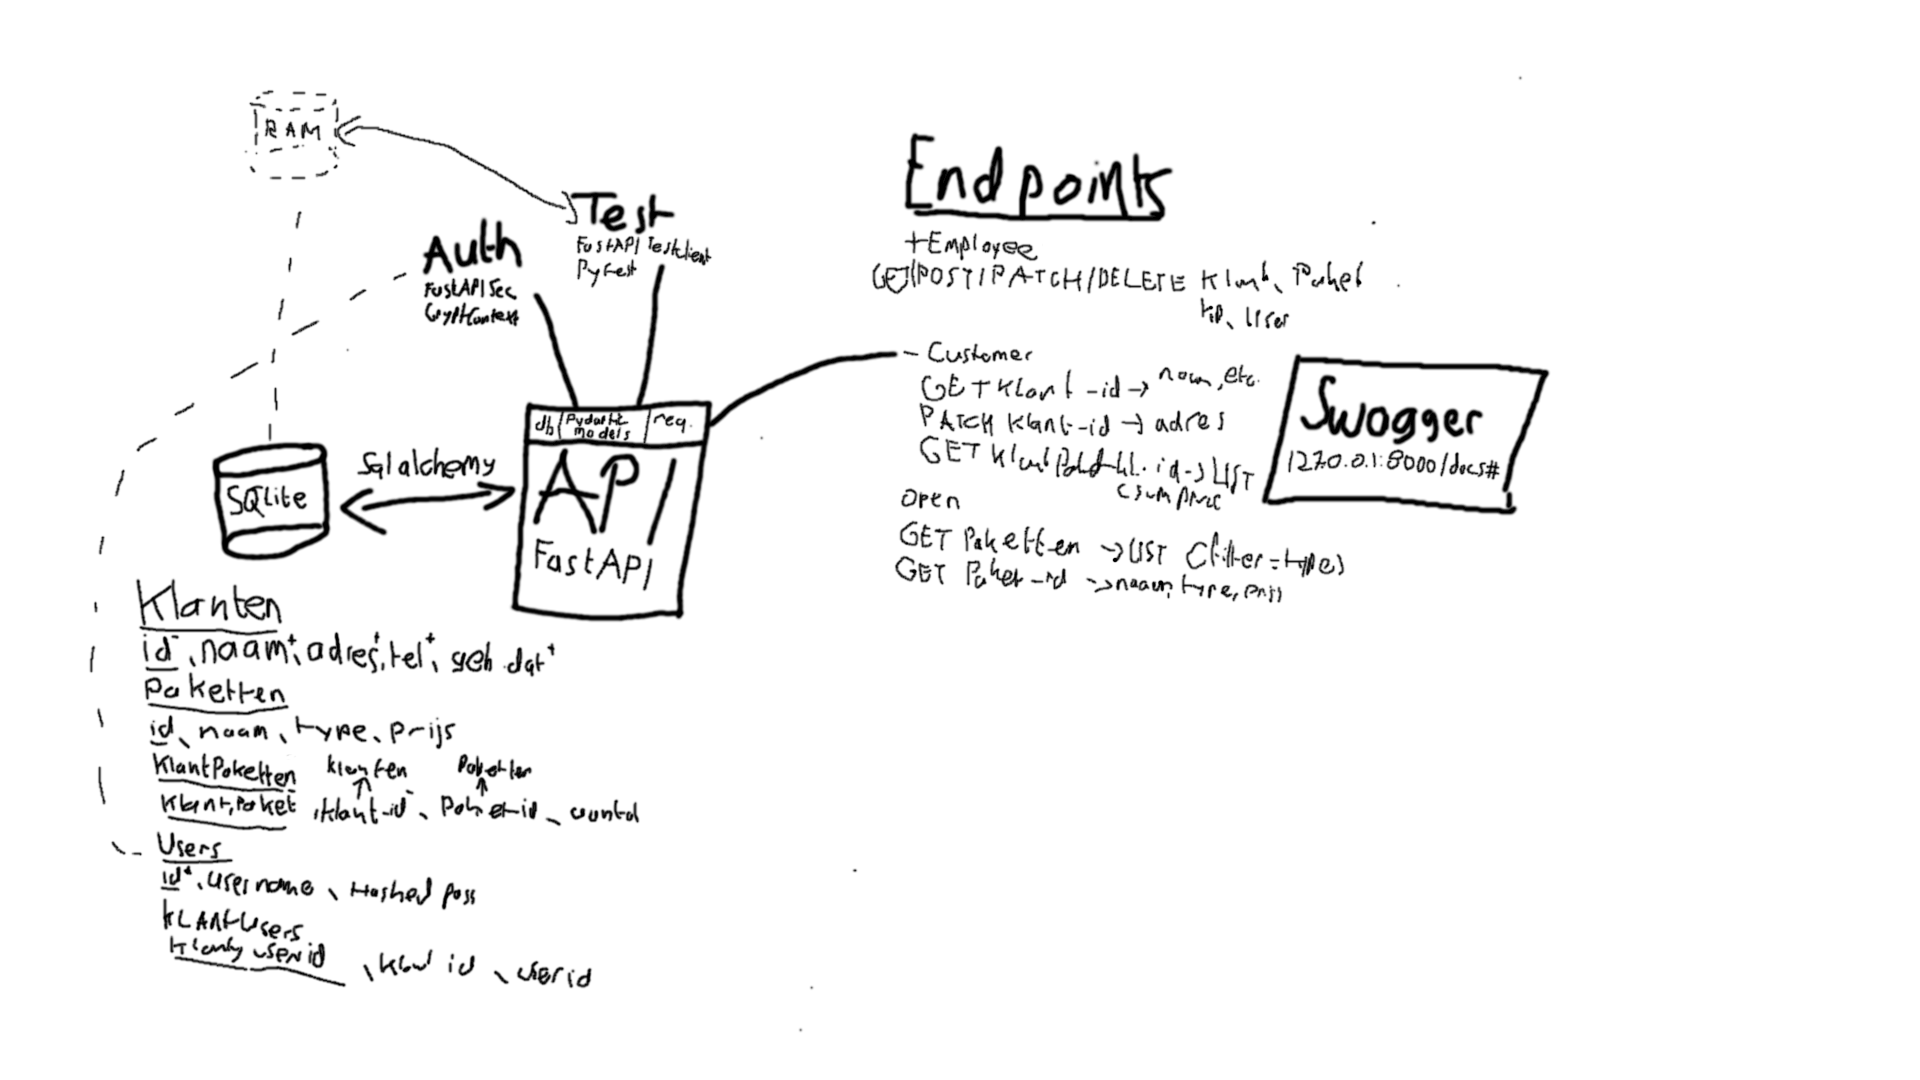 RAM
Test
FastAPI Testclient
Pytest
Auth
FastAPI Sec
CryptContext
db
Pydantic
models
req.
API
FastAPI
Sqlalchemy
SQLite
Klanten
id-, naam+, adres+, tel+, geb. dat+
Paketten
id, naam, type, prijs
KlantPaketten
Klanten
Paketten
Klant,Paket, klant-id-, Paket-id, aantal
Users
id+, username, Hashed pass
KLANTUsers
userid, klant id, userid
Endpoints
+Employee
GET/POST/PATCH/DELETE Klant, Paket
kp, User
- Customer
GET Klant-id -> naam, etc.
PATCH Klant-id -> adres
GET -id -> LIST
(sum prijs
Open
GET Paketten -> LIST (filter=type)
GET Paket-id -> naam, type, prijs
Swagger
127.0.0.1:8000/docs#